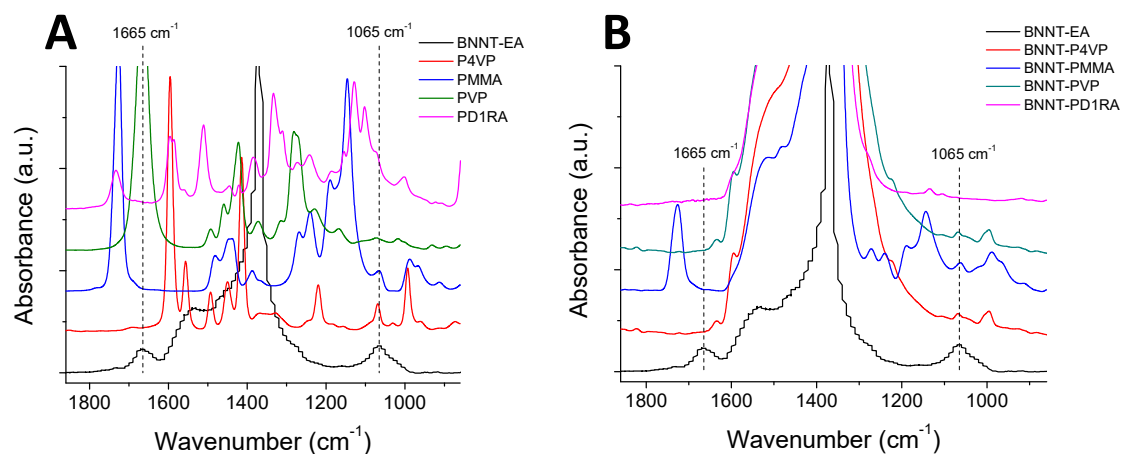 A
1665 cm⁻¹
1065 cm⁻¹
BNNT-EA
P4VP
PMMA
PVP
PD1RA
Absorbance (a.u.)
1800 1600 1400 1200 1000
Wavenumber (cm⁻¹)
B
BNNT-EA
BNNT-P4VP
BNNT-PMMA
BNNT-PVP
BNNT-PD1RA
1665 cm⁻¹
1065 cm⁻¹
Absorbance (a.u.)
1800 1600 1400 1200 1000
Wavenumber (cm⁻¹)